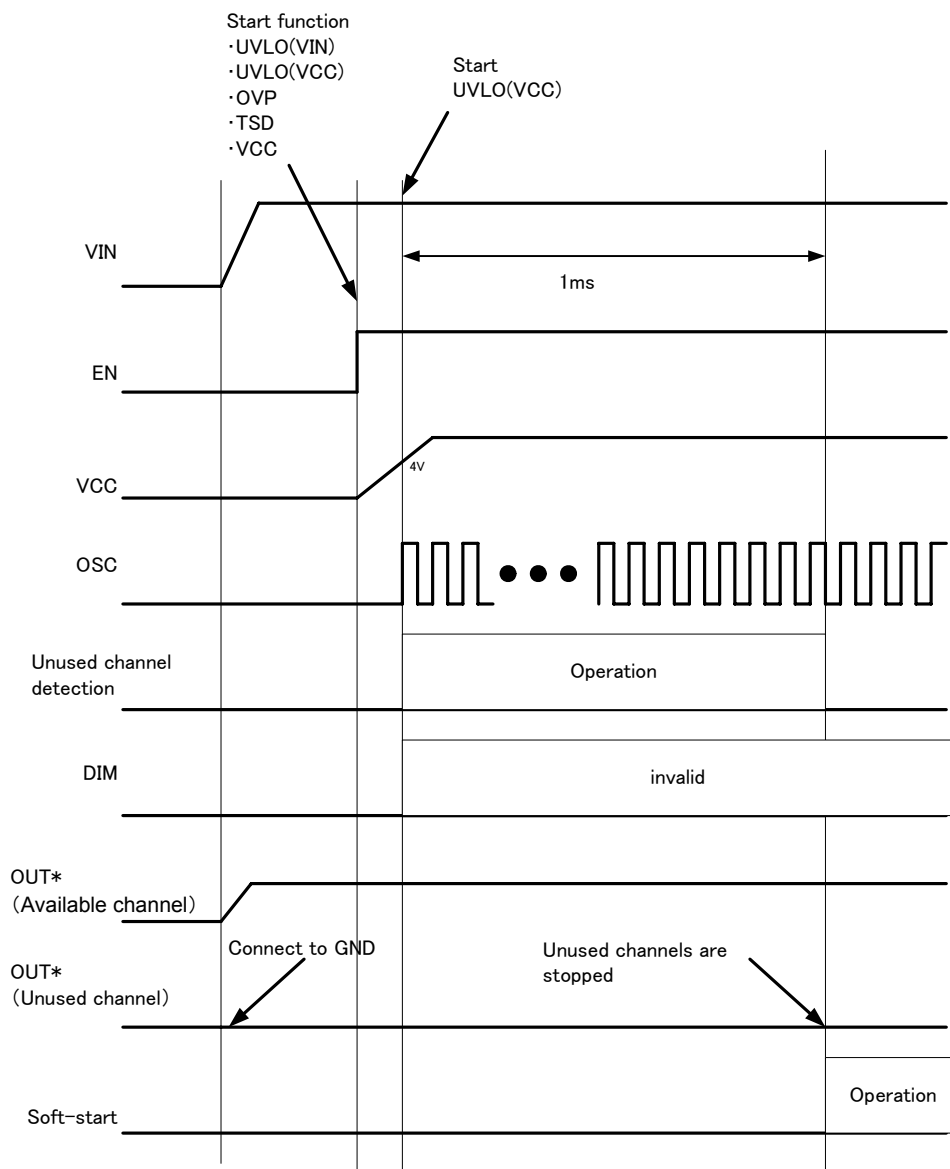 Start function
・UVLO(VIN)
・UVLO(VCC)
・OVP
・TSD
・VCC
Start
UVLO(VCC)
VIN
1ms
EN
VCC
4V
OSC
Unused channel
detection
Operation
DIM
invalid
OUT*
（Available channel）
Connect to GND
Unused channels are
stopped
OUT*
（Unused channel）
Operation
Soft-start